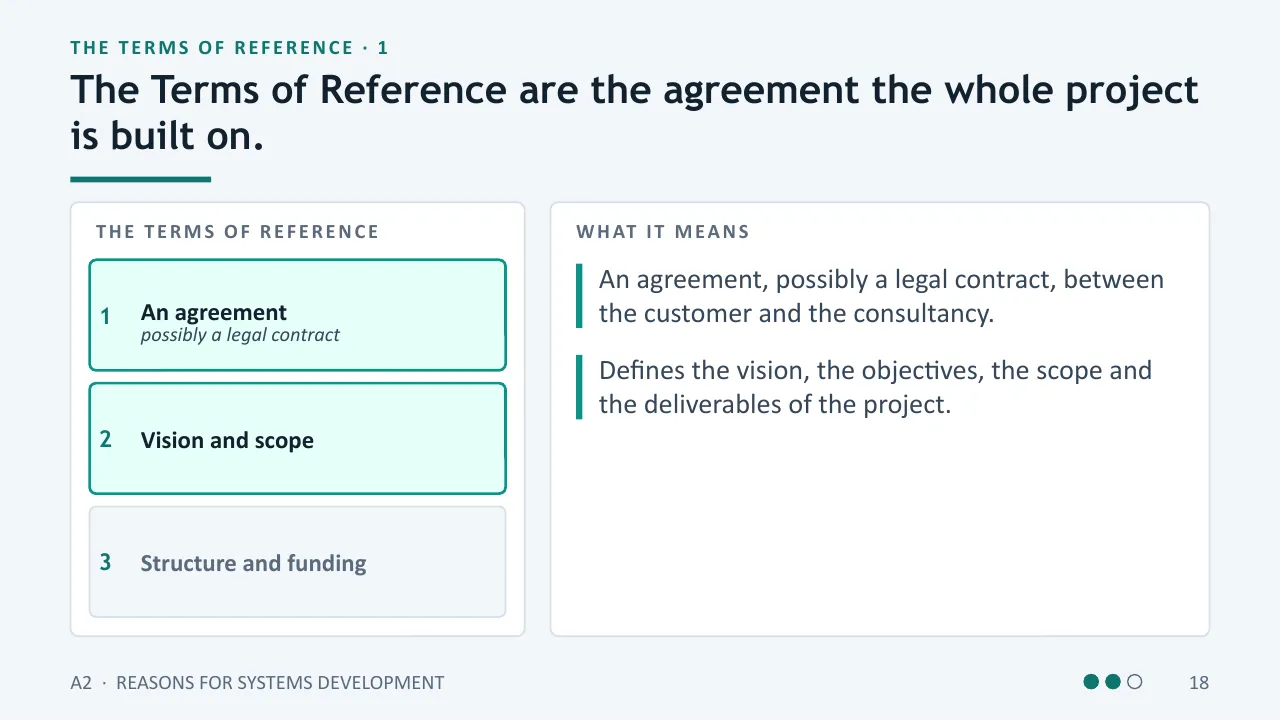 THE TERMS OF REFERENCE · 1
The Terms of Reference are the agreement the whole project
is built on.
THE TERMS OF REFERENCE
1
An agreement
possibly a legal contract
2
Vision and scope
3
Structure and funding
WHAT IT MEANS
An agreement, possibly a legal contract, between
the customer and the consultancy.
Defines the vision, the objectives, the scope and
the deliverables of the project.
A2 · REASONS FOR SYSTEMS DEVELOPMENT
18